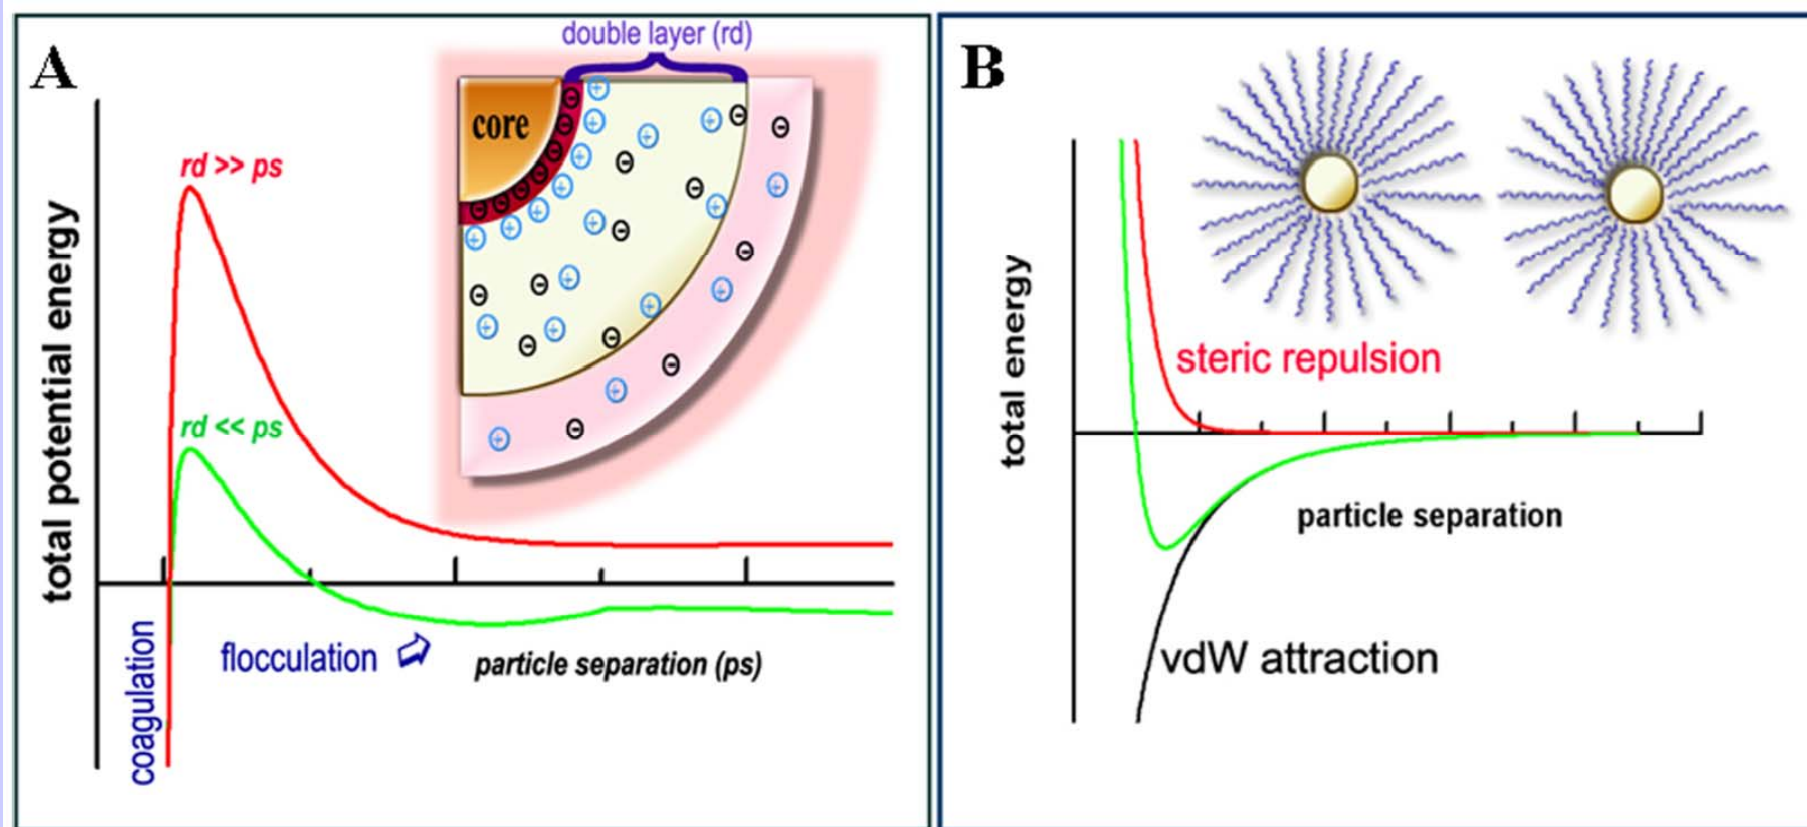 A
double layer (rd)
core
rd >> ps
rd << ps
total potential energy
coagulation
flocculation
particle separation (ps)
B
total energy
steric repulsion
particle separation
vdW attraction